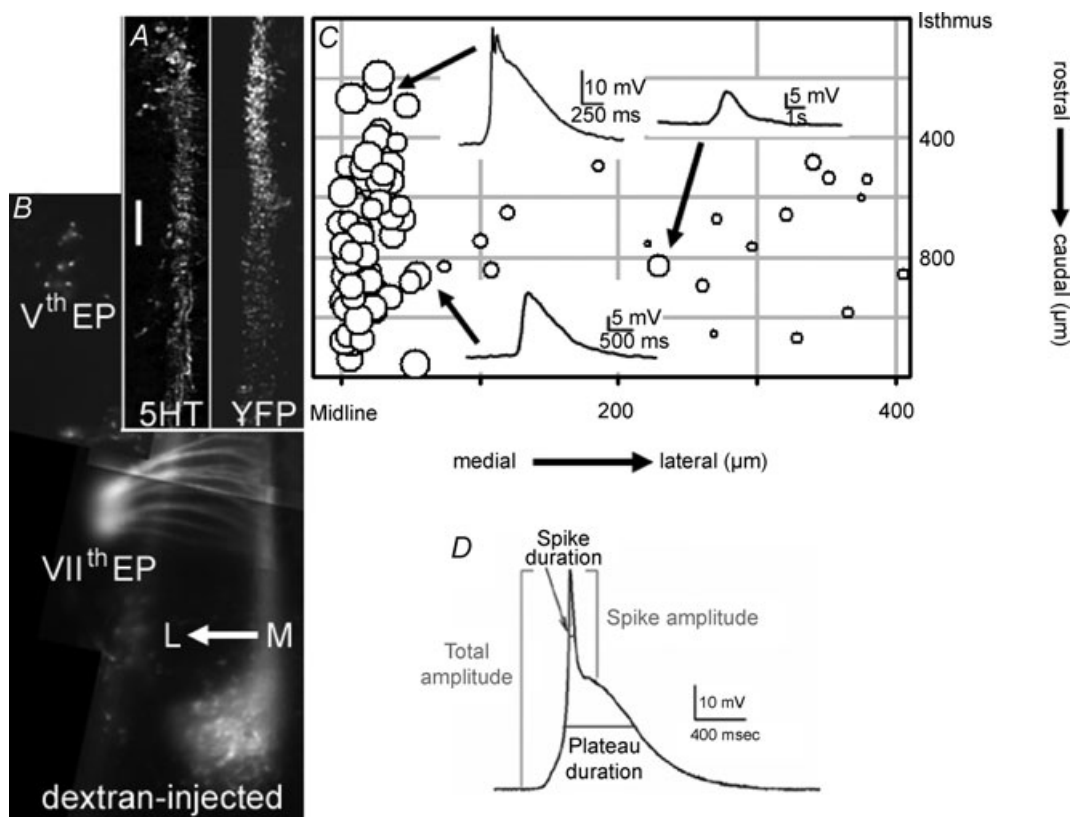 A
5HT
YFP
B
V th EP
VII th EP
L M
dextran-injected
C
Isthmus
10 mV
250 ms
5 mV
1s
400
800
5 mV
500 ms
rostral
caudal (µm)
Midline
200
400
medial
lateral (µm)
D
Spike
duration
Spike amplitude
Total
amplitude
10 mV
400 msec
Plateau
duration